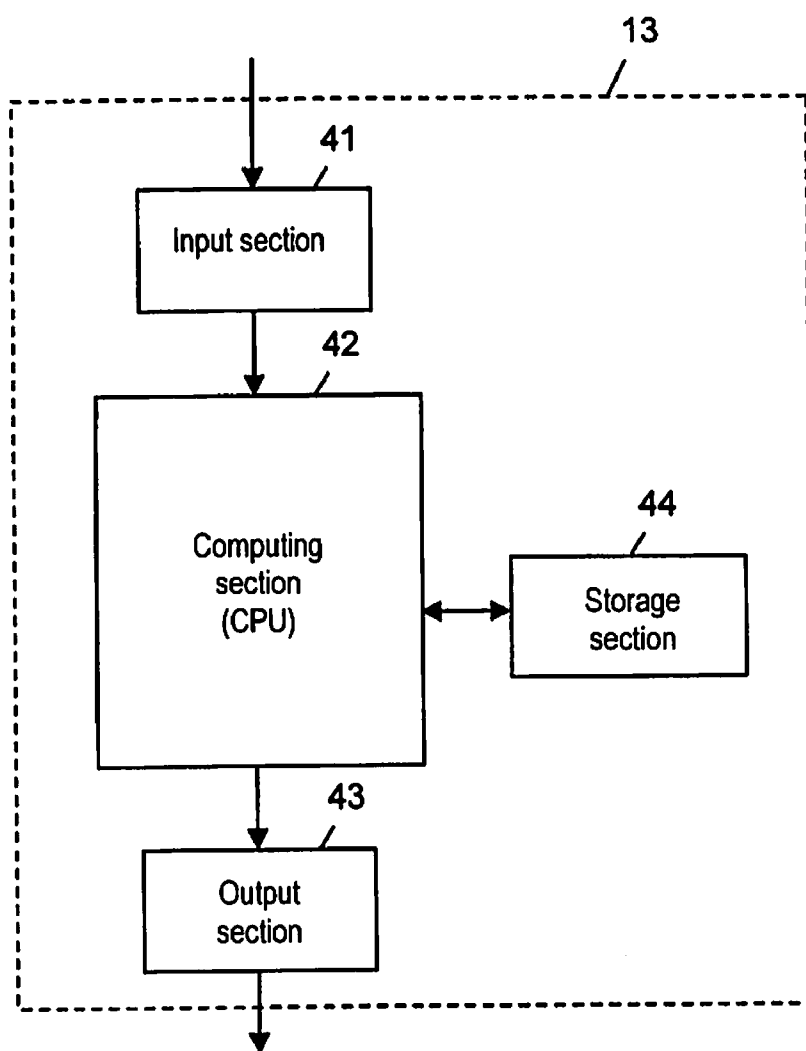 13
41
Input section
42
Computing
section
(CPU)
44
Storage
section
43
Output
section